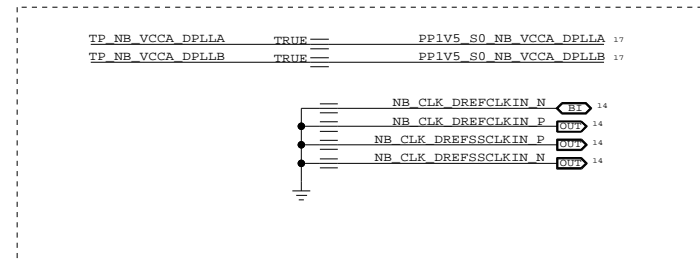 TP_NB_VCCA_DPLLA TRUE PP1V5_S0_NB_VCCA_DPLLA 17
TP_NB_VCCA_DPLLB TRUE PP1V5_S0_NB_VCCA_DPLLB 17
NB_CLK_DREFCLKIN_N BI 14
NB_CLK_DREFCLKIN_P OUT 14
NB_CLK_DREFSSCLKIN_P OUT 14
NB_CLK_DREFSSCLKIN_N OUT 14